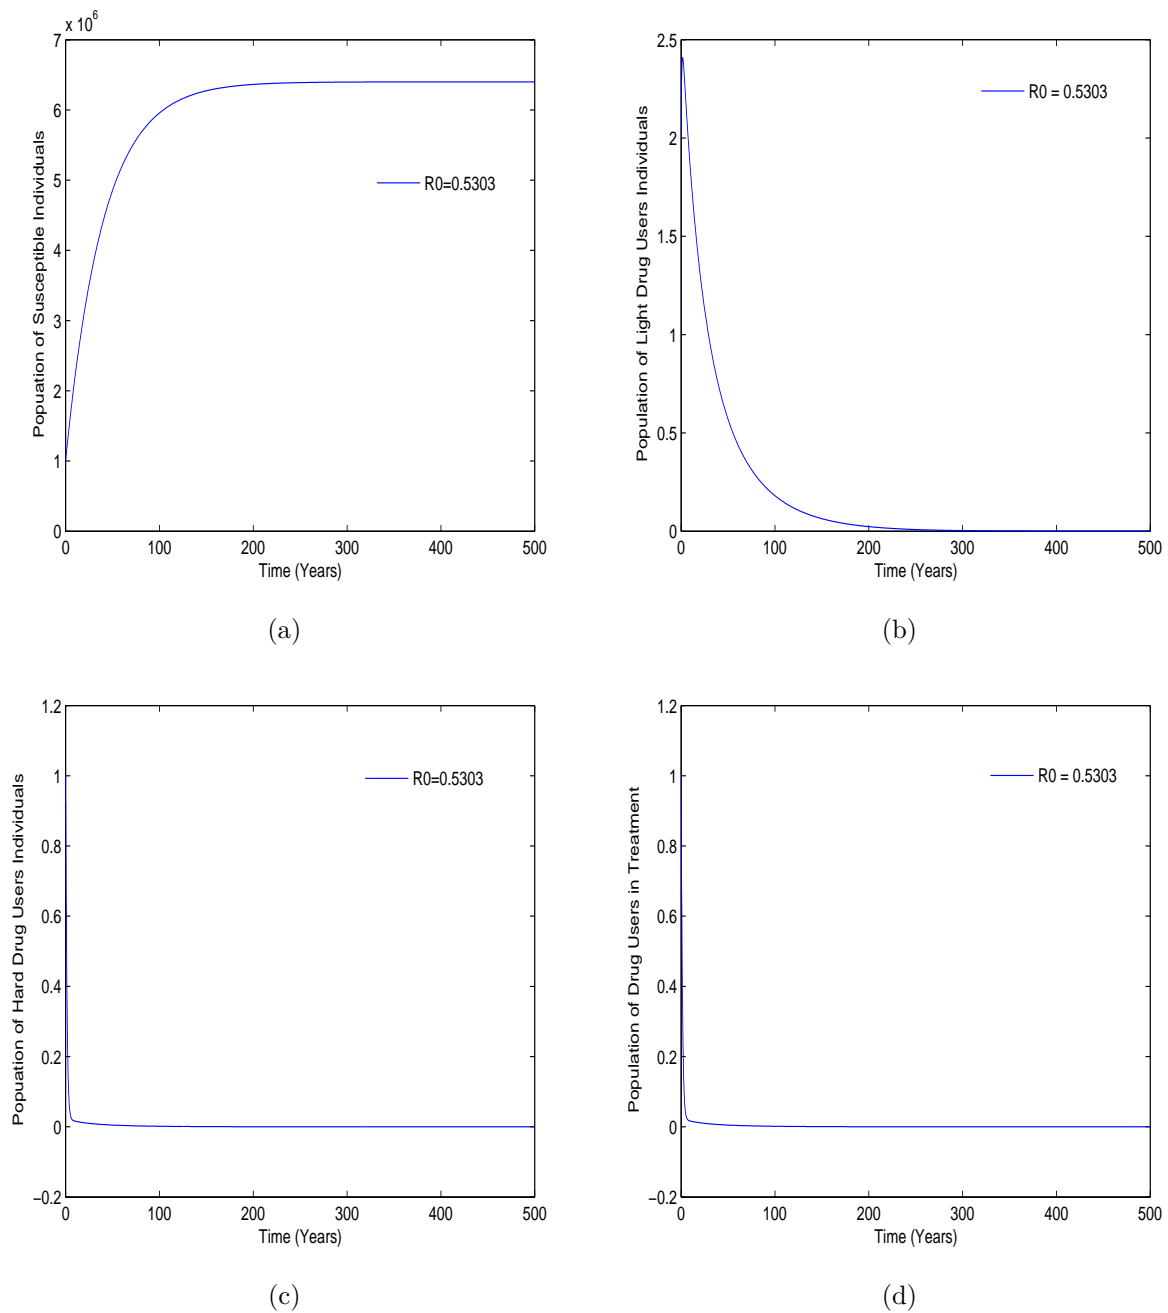 x 10^6
7
6
5
4
3
2
1
0
Popuation of Susceptible Individuals
R0=0.5303
0 100 200 300 400 500
Time (Years)
(a)
2.5
2
1.5
1
0.5
0
Population of Light Drug Users Individuals
R0 = 0.5303
0 100 200 300 400 500
Time (Years)
(b)
1.2
1
0.8
0.6
0.4
0.2
0
−0.2
Popuation of Hard Drug Users Individuals
R0=0.5303
0 100 200 300 400 500
Time (Years)
(c)
1.2
1
0.8
0.6
0.4
0.2
0
−0.2
Population of Drug Users in Treatment
R0 = 0.5303
0 100 200 300 400 500
Time (Years)
(d)